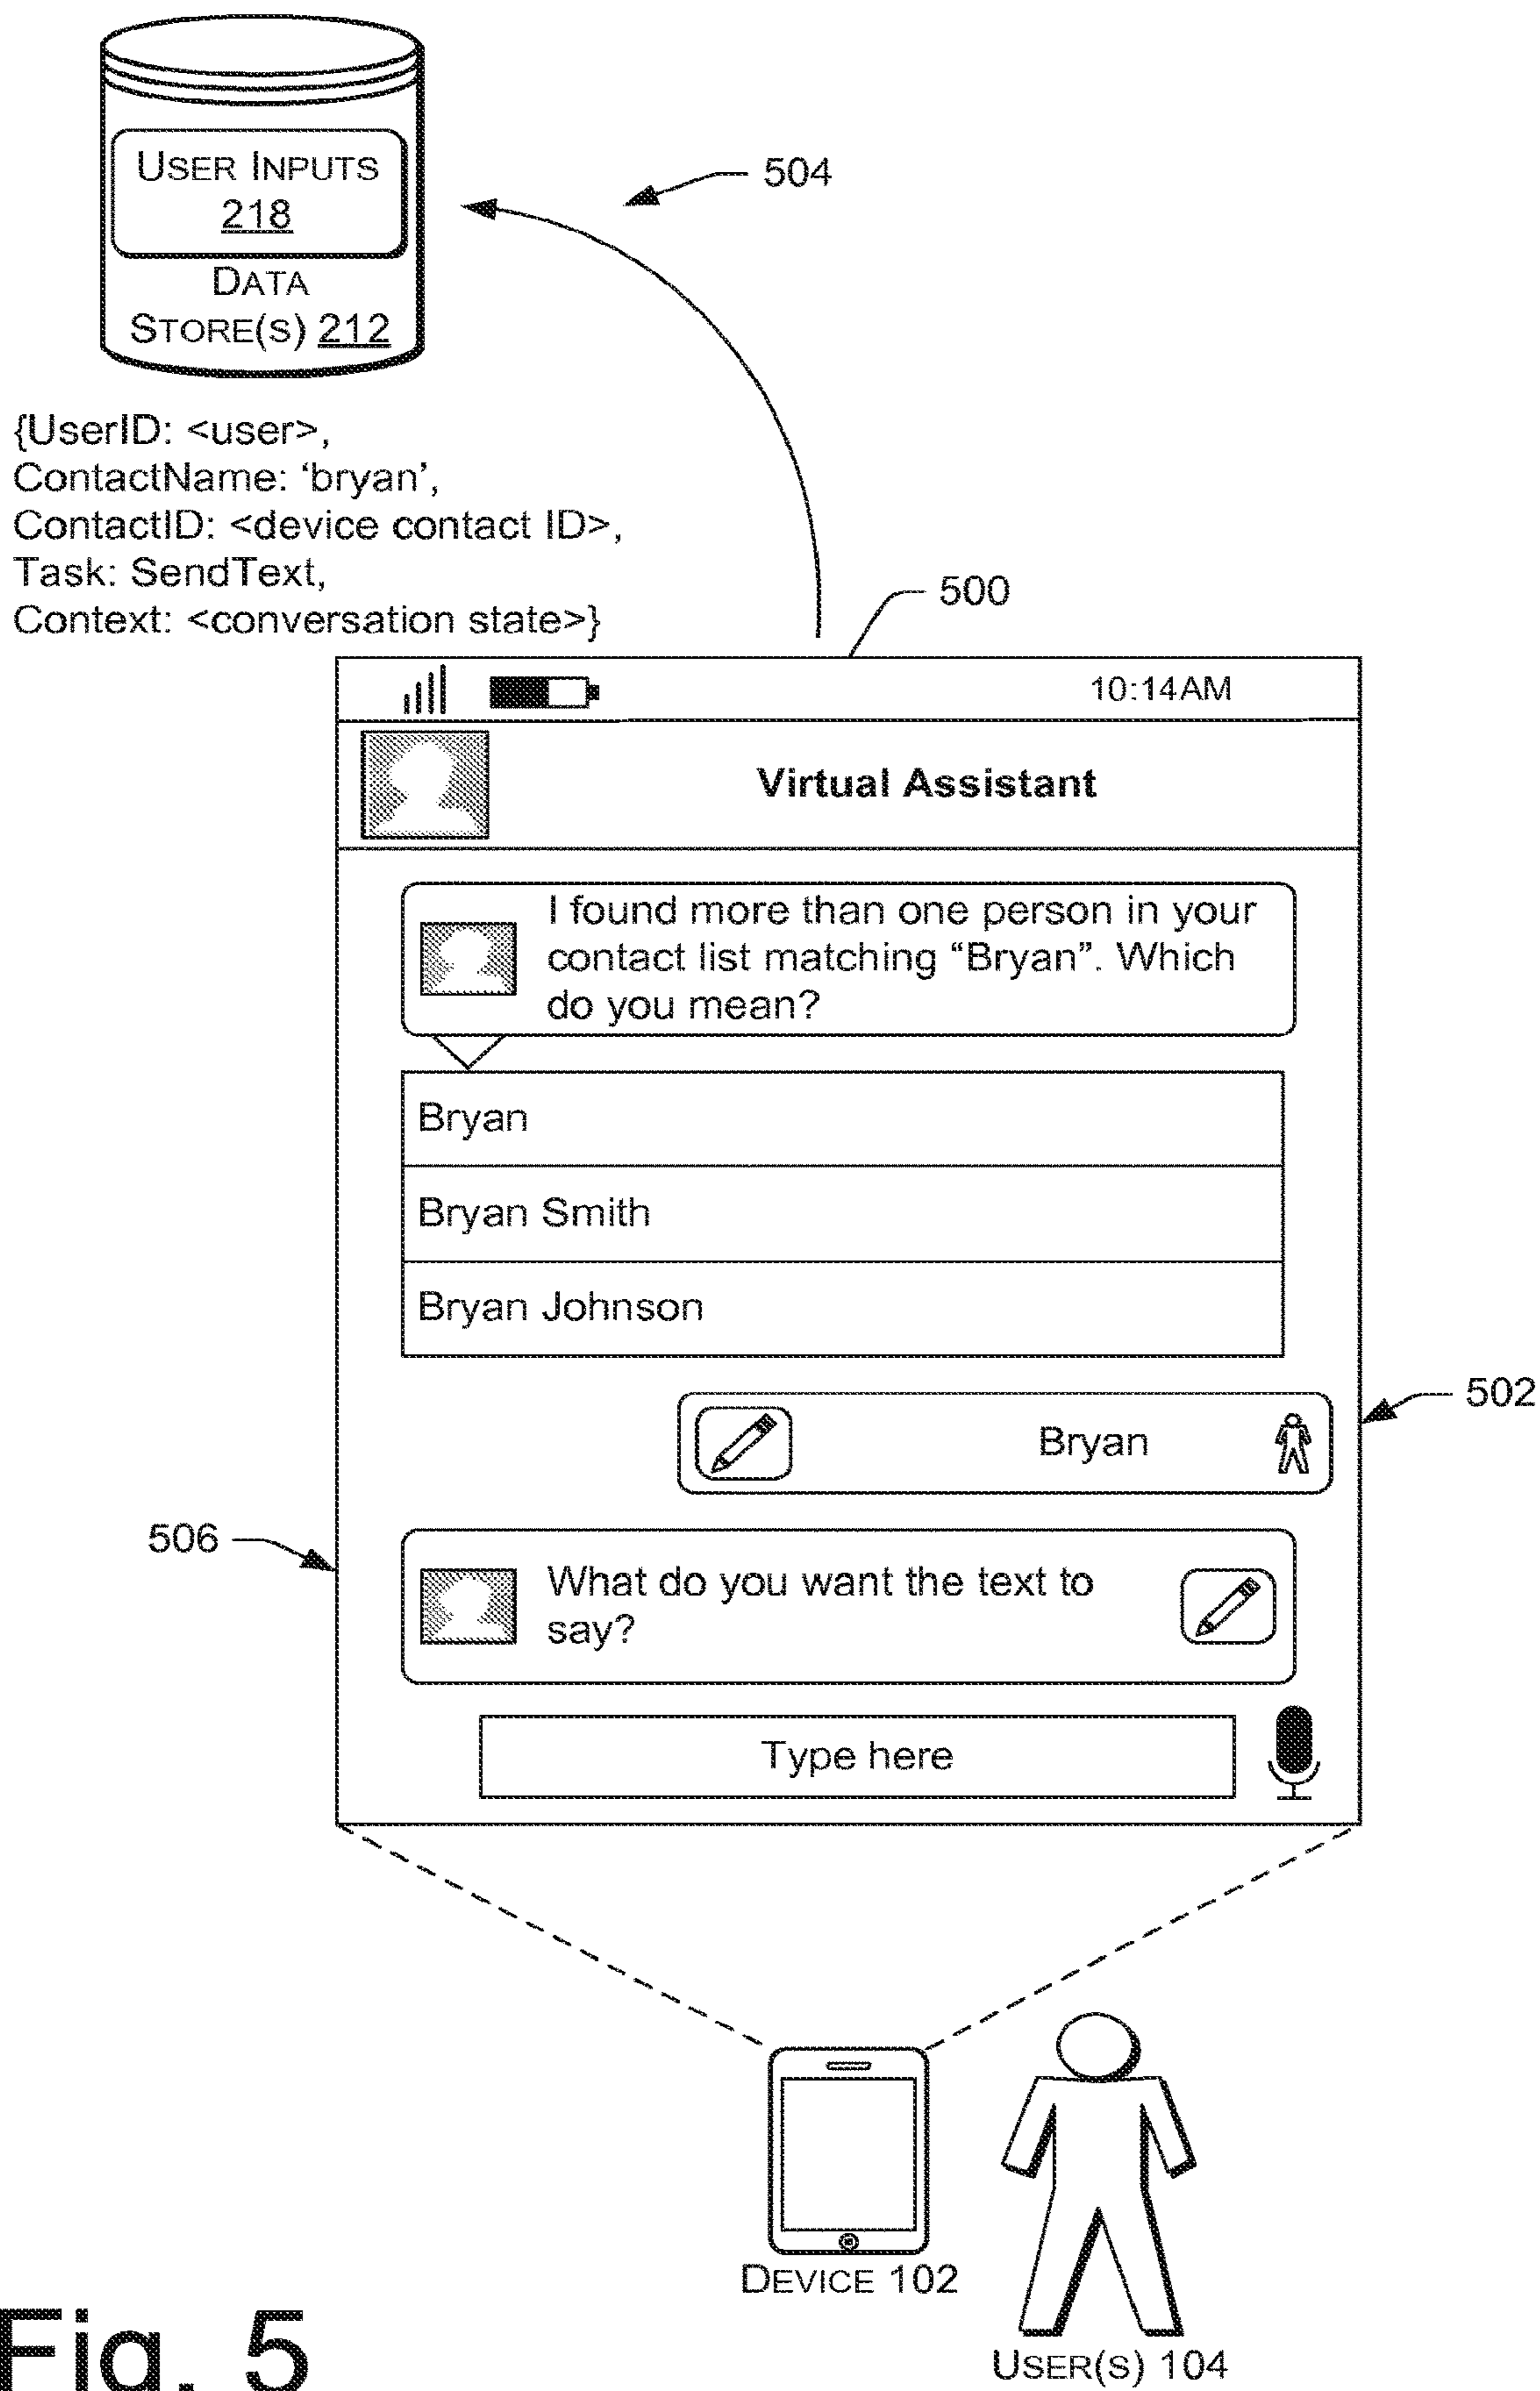 USER INPUTS
218
DATA
STORE(S) 212
504
{UserID: <user>,
ContactName: ‘bryan’,
ContactID: <device contact ID>,
Task: SendText,
Context: <conversation state>}
500
10:14AM
Virtual Assistant
I found more than one person in your
contact list matching “Bryan”. Which
do you mean?
Bryan
Bryan Smith
Bryan Johnson
502
Bryan
506
What do you want the text to
say?
Type here
DEVICE 102
USER(S) 104
Fig. 5